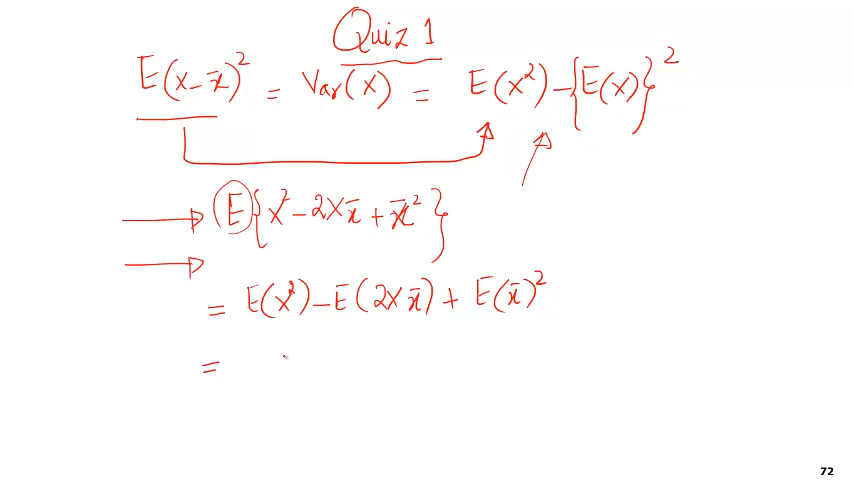 Quiz 1
E(x - x̄)² = Var(X) = E(X²) - {E(X)}²
E{X² - 2Xx̄ + x̄²}
= E(X²) - E(2Xx̄) + E(x̄)²
=
72